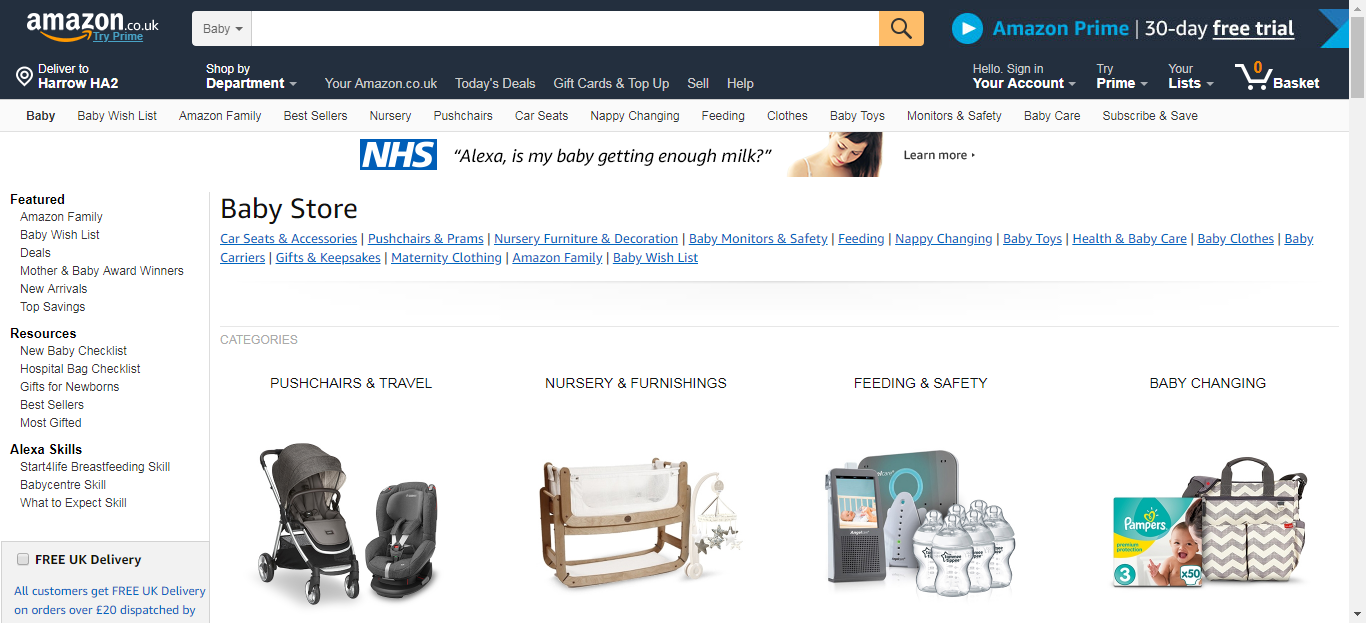 amazon.co.uk
Try Prime
Baby
Amazon Prime | 30-day free trial
Deliver to
Harrow HA2
Shop by
Department
Your Amazon.co.uk
Today's Deals
Gift Cards & Top Up
Sell
Help
Hello. Sign in
Your Account
Try
Prime
Your
Lists
0
Basket
Baby
Baby Wish List
Amazon Family
Best Sellers
Nursery
Pushchairs
Car Seats
Nappy Changing
Feeding
Clothes
Baby Toys
Monitors & Safety
Baby Care
Subscribe & Save
NHS
“Alexa, is my baby getting enough milk?”
Learn more
Featured
Amazon Family
Baby Wish List
Deals
Mother & Baby Award Winners
New Arrivals
Top Savings
Resources
New Baby Checklist
Hospital Bag Checklist
Gifts for Newborns
Best Sellers
Most Gifted
Alexa Skills
Start4life Breastfeeding Skill
Babycentre Skill
What to Expect Skill
FREE UK Delivery
All customers get FREE UK Delivery
on orders over £20 dispatched by
Baby Store
Car Seats & Accessories | Pushchairs & Prams | Nursery Furniture & Decoration | Baby Monitors & Safety | Feeding | Nappy Changing | Baby Toys | Health & Baby Care | Baby Clothes | Baby
Carriers | Gifts & Keepsakes | Maternity Clothing | Amazon Family | Baby Wish List
CATEGORIES
PUSHCHAIRS & TRAVEL
NURSERY & FURNISHINGS
FEEDING & SAFETY
BABY CHANGING
Pampers
premium
protection
3
x50